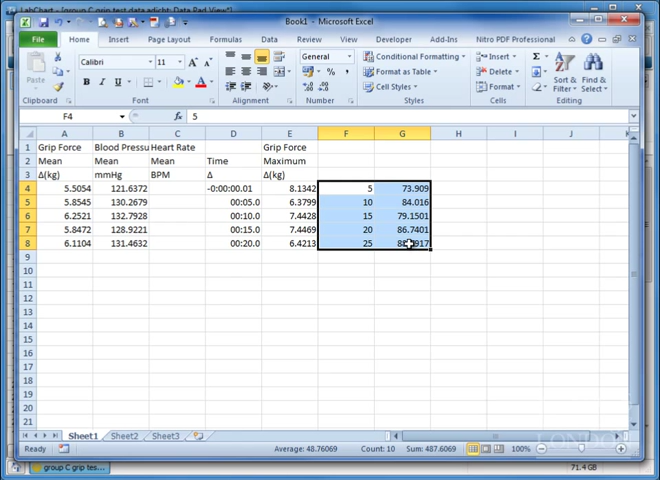 LabChart - [group C grip test data.adicht: Data Pad View*]
Book1 - Microsoft Excel
File Home Insert Page Layout Formulas Data Review View Developer Add-Ins Nitro PDF Professional
Paste
Calibri 11
B I U
General
Conditional Formatting
Format as Table
Cell Styles
Insert
Delete
Format
Sort & Filter
Find & Select
Clipboard Font Alignment Number Styles Cells Editing
F4 fx 5
A B C D E F G H I J K
1 Grip Force Blood Pressu Heart Rate Grip Force
2 Mean Mean Mean Time Maximum
3 Δ(kg) mmHg BPM Δ Δ(kg)
4 5.5054 121.6372 -0:00:00.01 8.1342 5 73.909
5 5.8545 130.2679 00:05.0 6.3799 10 84.016
6 6.2521 132.7928 00:10.0 7.4428 15 79.1501
7 5.8472 128.9221 00:15.0 7.4469 20 86.7401
8 6.1104 131.4632 00:20.0 6.4213 25
9
10
11
12
13
14
15
16
17
18
19
20
21
Sheet1 Sheet2 Sheet3
Ready Average: 48.76069 Count: 10 Sum: 487.6069 100%
group C grip tes... 71.4 GB